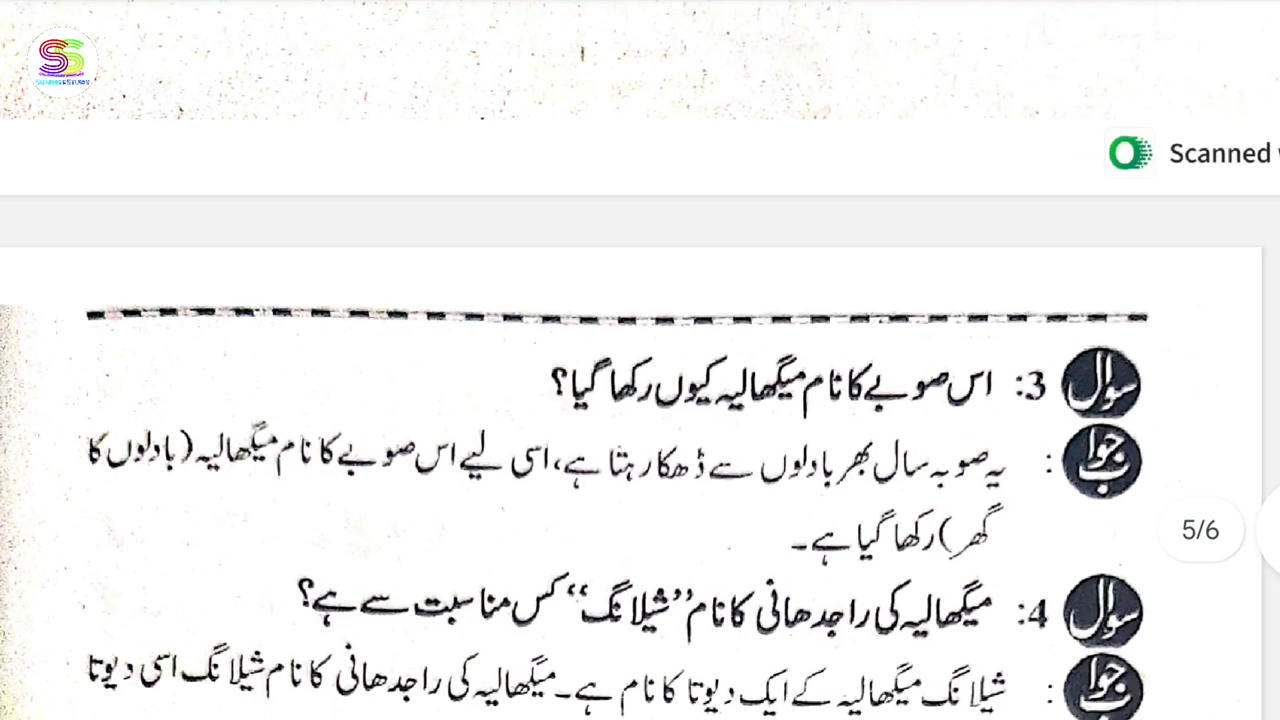 Scanned
سوال 3: اس صوبے کا نام میگھالیہ کیوں رکھا گیا؟
جواب : یہ صوبہ سال بھر بادلوں سے ڈھکا رہتا ہے، اسی لیے اس صوبے کا نام میگھالیہ (بادلوں کا
گھر) رکھا گیا ہے۔
5/6
سوال 4: میگھالیہ کی راجدھانی کا نام ”شیلانگ“ کس مناسبت سے ہے؟
جواب : شیلانگ میگھالیہ کے ایک دیوتا کا نام ہے۔ میگھالیہ کی راجدھانی کا نام شیلانگ اسی دیوتا